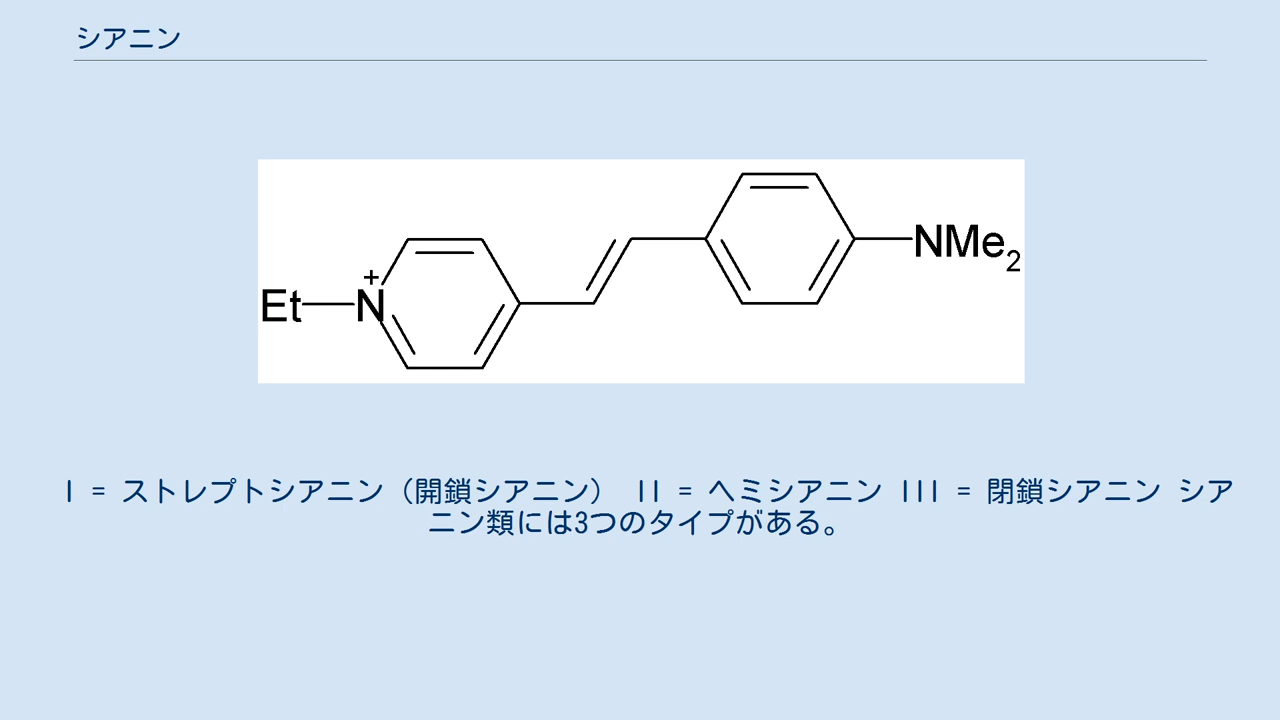 シアニン
Et
N
+
NMe2
I = ストレプトシアニン（開鎖シアニン） II = ヘミシアニン III = 閉鎖シアニン シア
ニン類には3つのタイプがある。